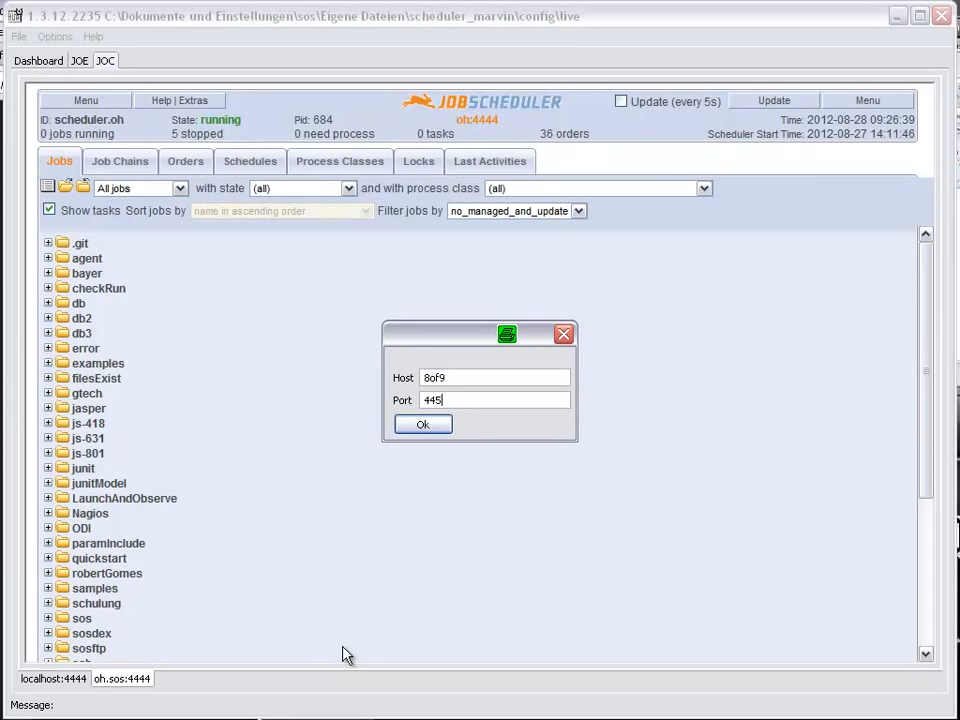 1.3.12.2235 C:\Dokumente und Einstellungen\sos\Eigene Dateien\scheduler_marvin\config\live
File Options Help
Dashboard JOE JOC
Menu Help | Extras JOBSCHEDULER Update (every 5s) Update Menu
ID: scheduler.oh State: running Pid: 684 oh:4444 Time: 2012-08-28 09:26:39
0 jobs running 5 stopped 0 need process 0 tasks 36 orders Scheduler Start Time: 2012-08-27 14:11:46
Jobs Job Chains Orders Schedules Process Classes Locks Last Activities
All jobs with state (all) and with process class (all)
Show tasks Sort jobs by name in ascending order Filter jobs by no_managed_and_update
.git
agent
bayer
checkRun
db
db2
db3
error
examples
filesExist
gtech
jasper
js-418
js-631
js-801
junit
junitModel
LaunchAndObserve
Nagios
ODI
paramInclude
quickstart
robertGomes
samples
schulung
sos
sosdex
sosftp
Host 8of9
Port 445
Ok
localhost:4444 oh.sos:4444
Message: